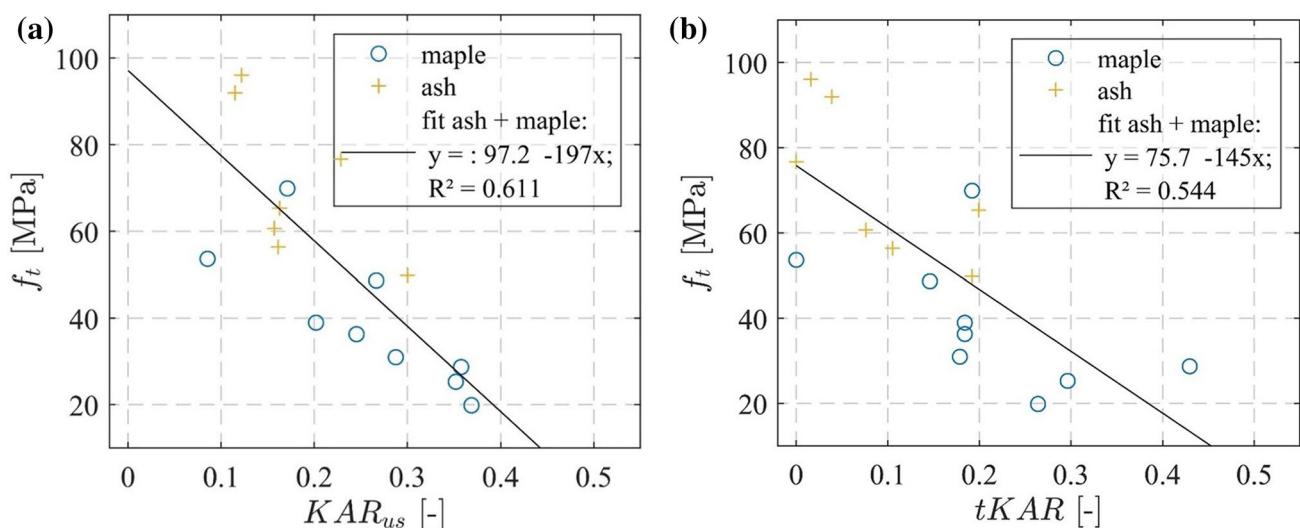 (a)
100
80
60
40
20
f_t [MPa]
maple
ash
fit ash + maple:
y = : 97.2 -197x;
R² = 0.611
0 0.1 0.2 0.3 0.4 0.5
KAR_us [-]
(b)
100
80
60
40
20
f_t [MPa]
maple
ash
fit ash + maple:
y = 75.7 -145x;
R² = 0.544
0 0.1 0.2 0.3 0.4 0.5
tKAR [-]